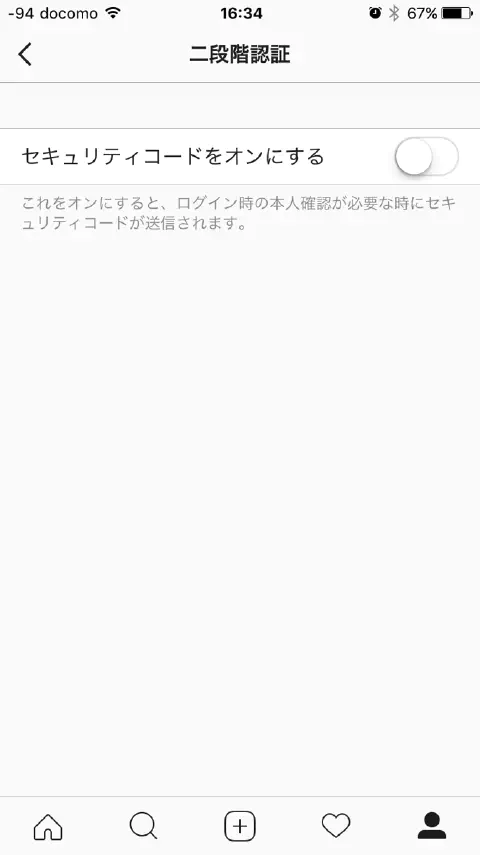 -94 docomo 16:34 67%
二段階認証
セキュリティコードをオンにする
これをオンにすると、ログイン時の本人確認が必要な時にセキ
ュリティコードが送信されます。